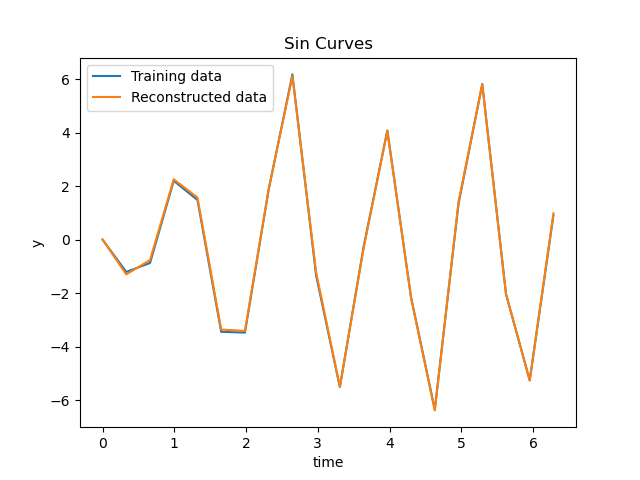 Sin Curves
Training data
Reconstructed data
6
4
2
0
−2
−4
−6
y
0 1 2 3 4 5 6
time